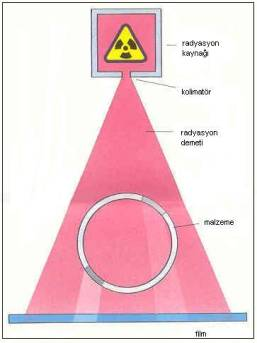 radyasyon
kaynağı
kolimatör
radyasyon
demeti
malzeme
film